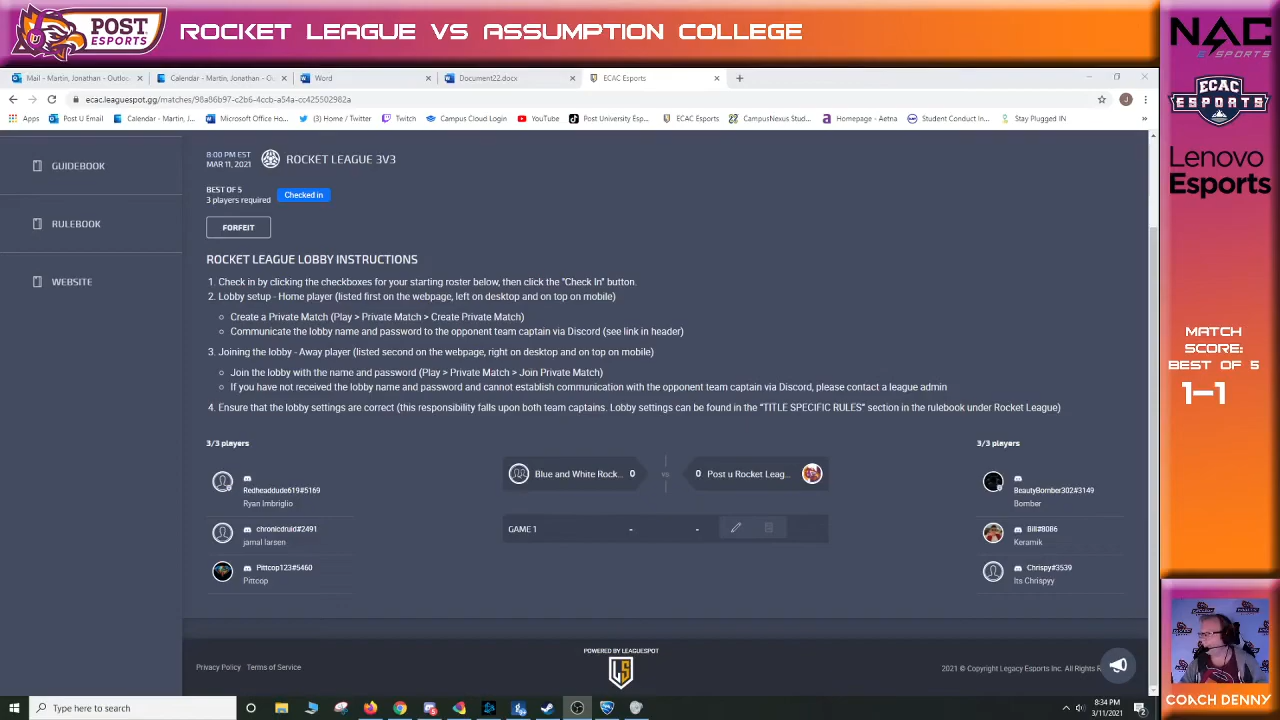 POST
ESPORTS
ROCKET LEAGUE VS ASSUMPTION COLLEGE
NAC
ESPORTS
ECAC
ESPORTS
Lenovo
Esports
MATCH
SCORE:
BEST OF 5
1-1
COACH DENNY
Mail - Martin, Jonathan - Outloo
Calendar - Martin, Jonathan - Ou
Word
Document22.docx
ECAC Esports
ecac.leaguespot.gg/matches/98a86b97-c2b6-4ccb-a54a-cc425502982a
J
Apps
Post U Email
Calendar - Martin, J...
Microsoft Office Ho...
(3) Home / Twitter
Twitch
Campus Cloud Login
YouTube
Post University Esp...
ECAC Esports
CampusNexus Stud...
Homepage - Aetna
Student Conduct In...
Stay Plugged IN
GUIDEBOOK
RULEBOOK
WEBSITE
8:00 PM EST
MAR 11, 2021
ROCKET LEAGUE 3V3
BEST OF 5
3 players required
Checked in
FORFEIT
ROCKET LEAGUE LOBBY INSTRUCTIONS
1. Check in by clicking the checkboxes for your starting roster below, then click the "Check In" button.
2. Lobby setup - Home player (listed first on the webpage, left on desktop and on top on mobile)
Create a Private Match (Play > Private Match > Create Private Match)
Communicate the lobby name and password to the opponent team captain via Discord (see link in header)
3. Joining the lobby - Away player (listed second on the webpage, right on desktop and on top on mobile)
Join the lobby with the name and password (Play > Private Match > Join Private Match)
If you have not received the lobby name and password and cannot establish communication with the opponent team captain via Discord, please contact a league admin
4. Ensure that the lobby settings are correct (this responsibility falls upon both team captains. Lobby settings can be found in the "TITLE SPECIFIC RULES" section in the rulebook under Rocket League)
3/3 players
Redheaddude619#5169
Ryan Imbriglio
chronicdruid#2491
jamal larsen
Pittcop123#5460
Pittcop
Blue and White Rock... 0
vs
0 Post u Rocket Leag...
GAME 1 - -
3/3 players
BeautyBomber302#3149
Bomber
Bill#8086
Keramik
Chrispy#3539
Its Chrispyy
POWERED BY LEAGUESPOT
LS
Privacy Policy Terms of Service
2021 © Copyright Legacy Esports Inc. All Rights R
Type here to search
8:34 PM
3/11/2021
2